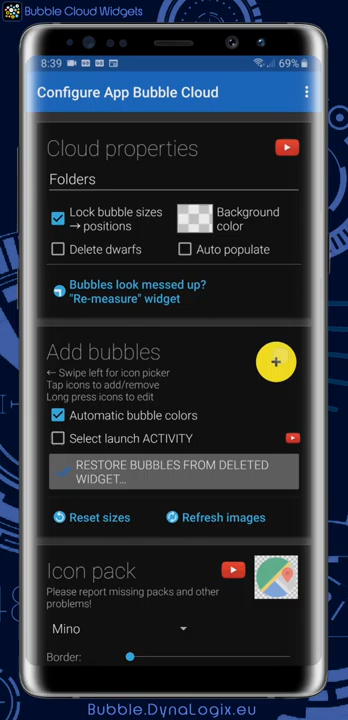 Bubble Cloud Widgets
8:39
69%
Configure App Bubble Cloud
Cloud properties
Folders
Lock bubble sizes
→ positions
Background
color
Delete dwarfs
Auto populate
Bubbles look messed up?
"Re-measure" widget
Add bubbles
← Swipe left for icon picker
Tap icons to add/remove
Long press icons to edit
Automatic bubble colors
Select launch ACTIVITY
RESTORE BUBBLES FROM DELETED
WIDGET...
Reset sizes
Refresh images
Icon pack
Please report missing packs and other
problems!
Mino
Border:
Bubble.DynaLogix.eu